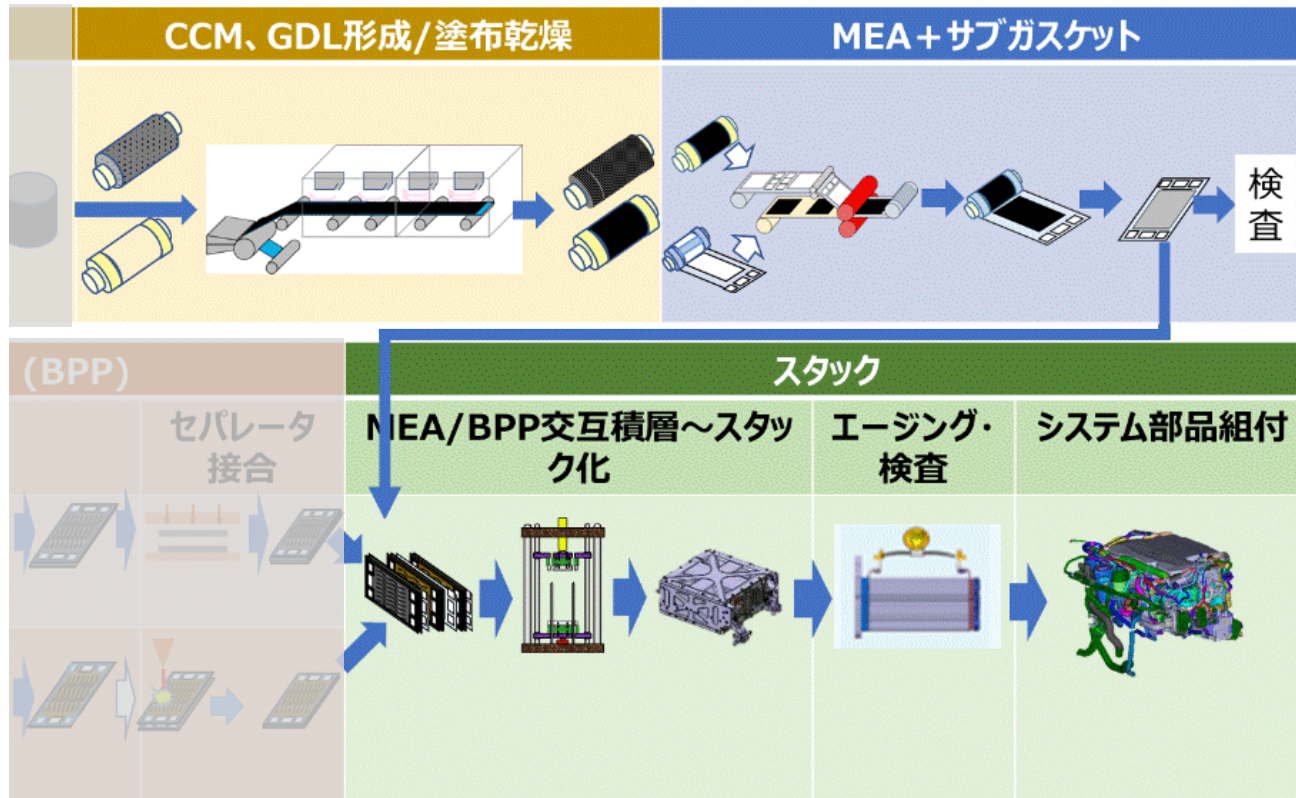 CCM、GDL形成/塗布乾燥
MEA＋サブガスケット
検
査
(BPP)
スタック
セパレータ
接合
MEA/BPP交互積層～スタッ
ク化
エージング・
検査
システム部品組付